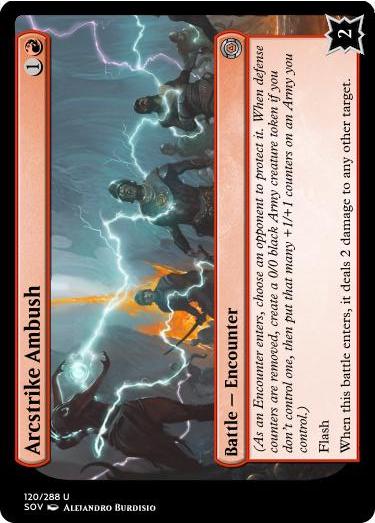 Arcstrike Ambush
1
Battle — Encounter
(As an Encounter enters, choose an opponent to protect it. When defense
counters are removed, create a 0/0 black Army creature token if you
don't control one, then put that many +1/+1 counters on an Army you
control.)
Flash
When this battle enters, it deals 2 damage to any other target.
2
120/288 U
SOV Alejandro Burdisio